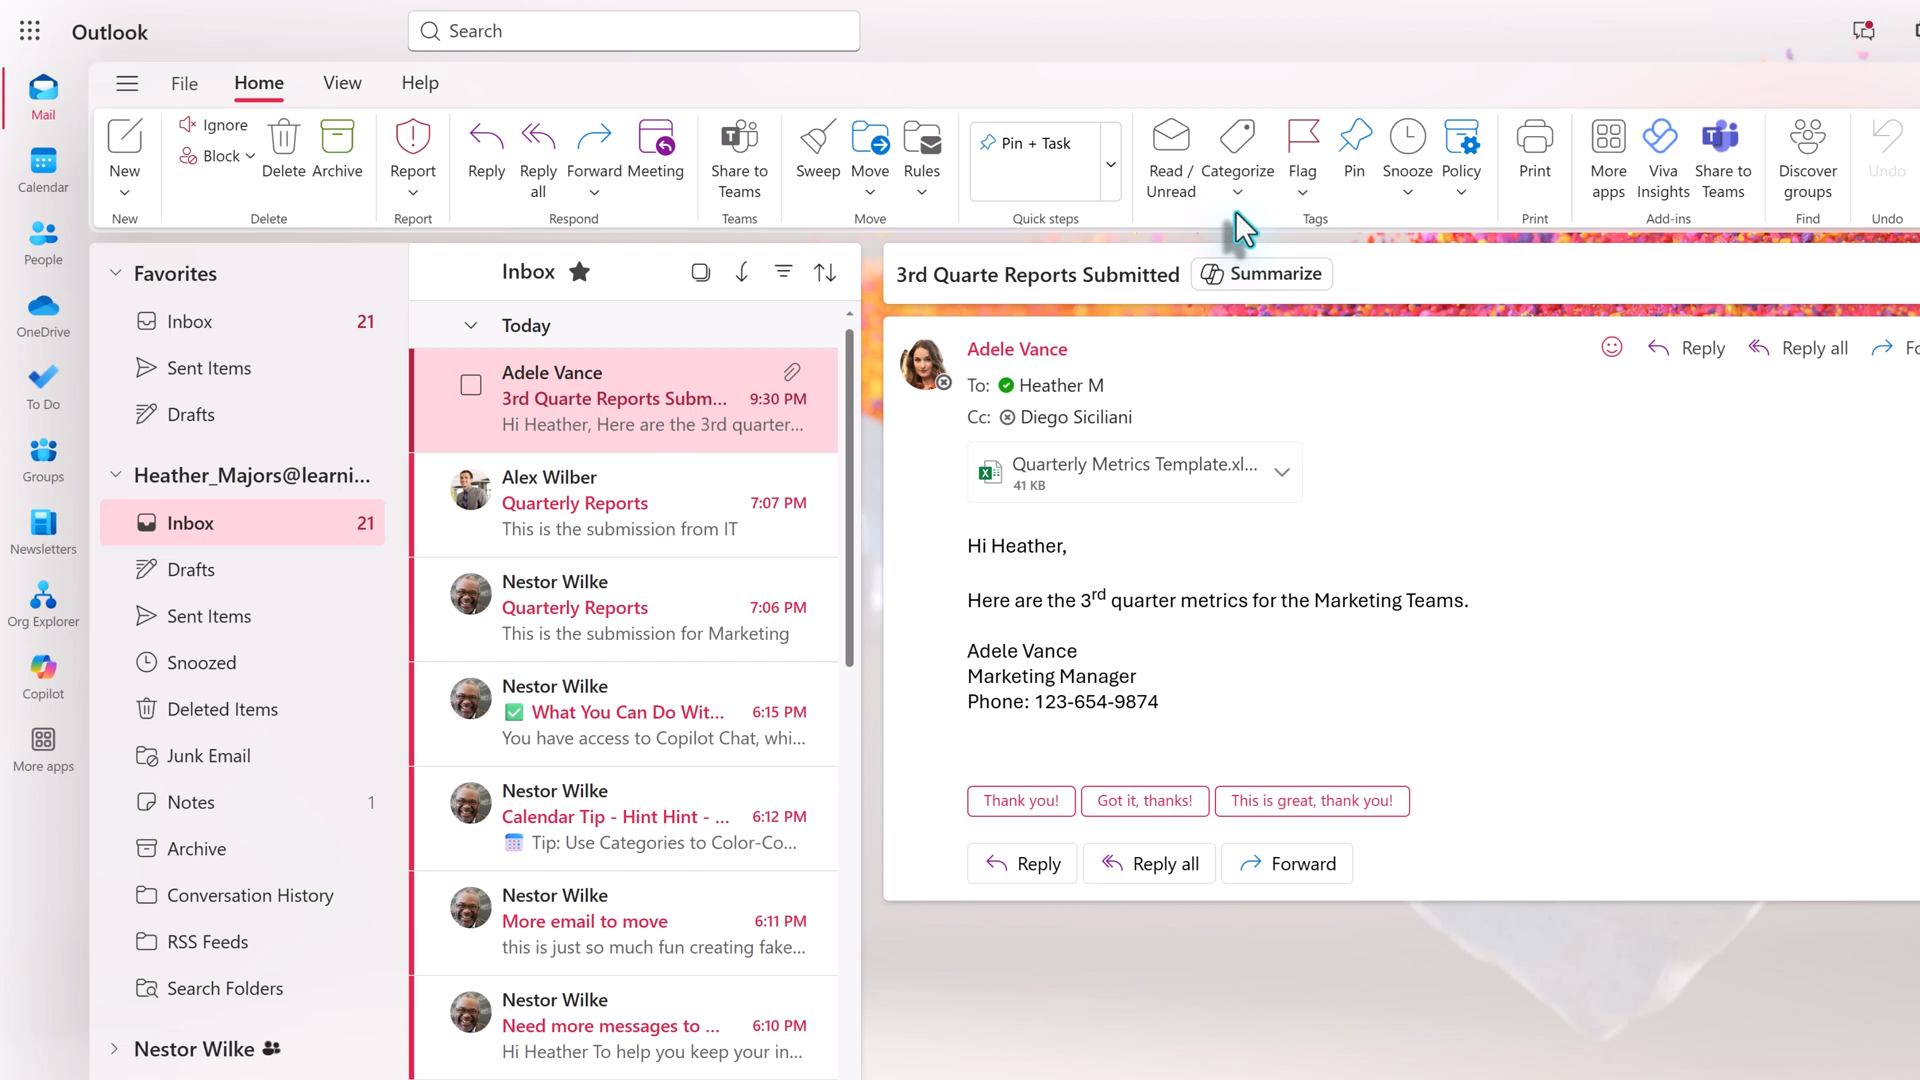 Outlook
Search
Mail
Calendar
People
OneDrive
To Do
Groups
Newsletters
Org Explorer
Copilot
More apps
File
Home
View
Help
New
New
Ignore
Block
Delete
Archive
Delete
Report
Report
Reply
Reply all
Forward
Meeting
Respond
Share to Teams
Teams
Sweep
Move
Rules
Move
Pin + Task
Quick steps
Read / Unread
Categorize
Flag
Pin
Snooze
Policy
Tags
Print
Print
More apps
Viva Insights
Share to Teams
Add-ins
Discover groups
Find
Undo
Undo
Favorites
Inbox 21
Sent Items
Drafts
Heather_Majors@learni...
Inbox 21
Drafts
Sent Items
Snoozed
Deleted Items
Junk Email
Notes 1
Archive
Conversation History
RSS Feeds
Search Folders
Nestor Wilke
Inbox
Today
Adele Vance
3rd Quarte Reports Subm... 9:30 PM
Hi Heather, Here are the 3rd quarter...
Alex Wilber
Quarterly Reports 7:07 PM
This is the submission from IT
Nestor Wilke
Quarterly Reports 7:06 PM
This is the submission for Marketing
Nestor Wilke
✅ What You Can Do Wit... 6:15 PM
You have access to Copilot Chat, whi...
Nestor Wilke
Calendar Tip - Hint Hint - ... 6:12 PM
Tip: Use Categories to Color-Co...
Nestor Wilke
More email to move 6:11 PM
this is just so much fun creating fake...
Nestor Wilke
Need more messages to ... 6:10 PM
Hi Heather To help you keep your in...
3rd Quarte Reports Submitted Summarize
Adele Vance
Reply
Reply all
Fo
To: Heather M
Cc: Diego Siciliani
Quarterly Metrics Template.xl...
41 KB
Hi Heather,
Here are the 3rd quarter metrics for the Marketing Teams.
Adele Vance
Marketing Manager
Phone: 123-654-9874
Thank you!
Got it, thanks!
This is great, thank you!
Reply
Reply all
Forward